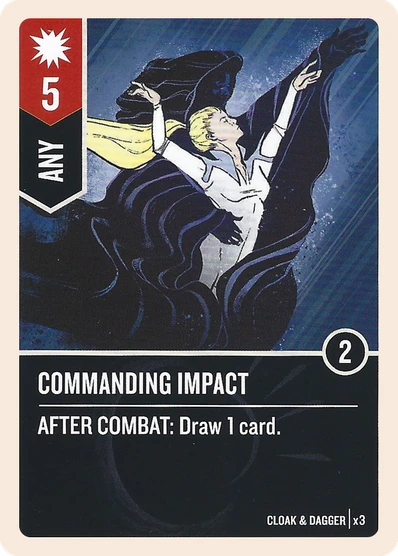 5
ANY
2
COMMANDING IMPACT
AFTER COMBAT: Draw 1 card.
CLOAK & DAGGER | x3